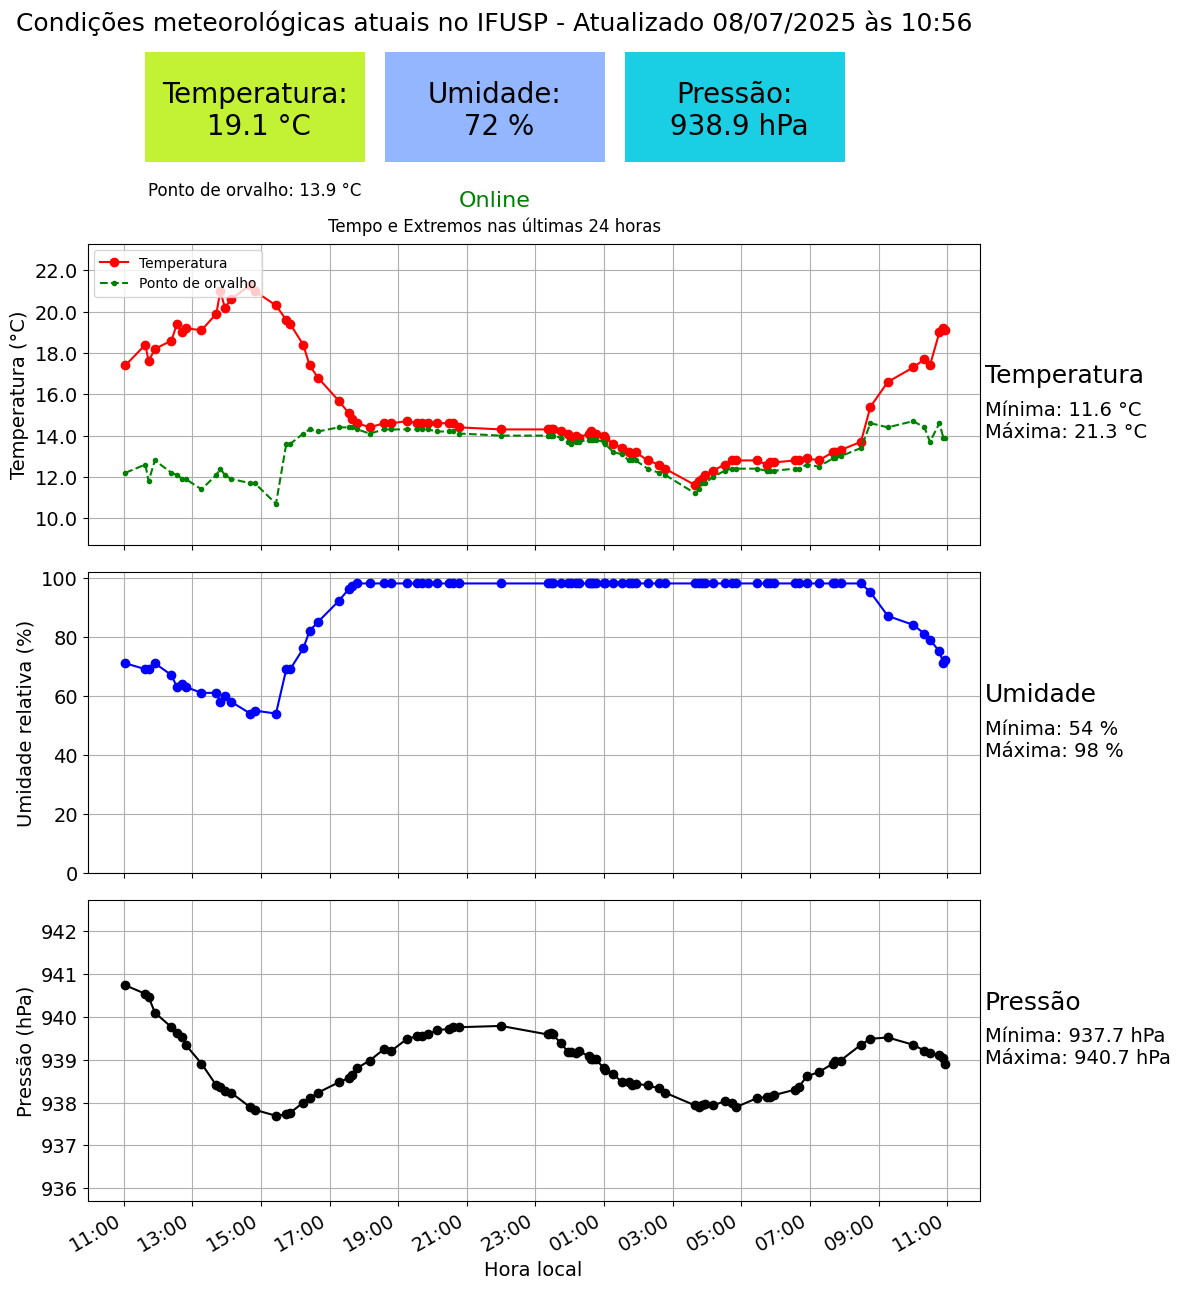 Condições meteorológicas atuais no IFUSP - Atualizado 08/07/2025 às 10:56
Temperatura:
19.1 °C
Umidade:
72 %
Pressão:
938.9 hPa
Ponto de orvalho: 13.9 °C
Online
Tempo e Extremos nas últimas 24 horas
Temperatura
Ponto de orvalho
Temperatura (°C)
22.0
20.0
18.0
16.0
14.0
12.0
10.0
Temperatura
Mínima: 11.6 °C
Máxima: 21.3 °C
Umidade relativa (%)
100
80
60
40
20
0
Umidade
Mínima: 54 %
Máxima: 98 %
Pressão (hPa)
942
941
940
939
938
937
936
Pressão
Mínima: 937.7 hPa
Máxima: 940.7 hPa
11:00
13:00
15:00
17:00
19:00
21:00
23:00
01:00
03:00
05:00
07:00
09:00
11:00
Hora local